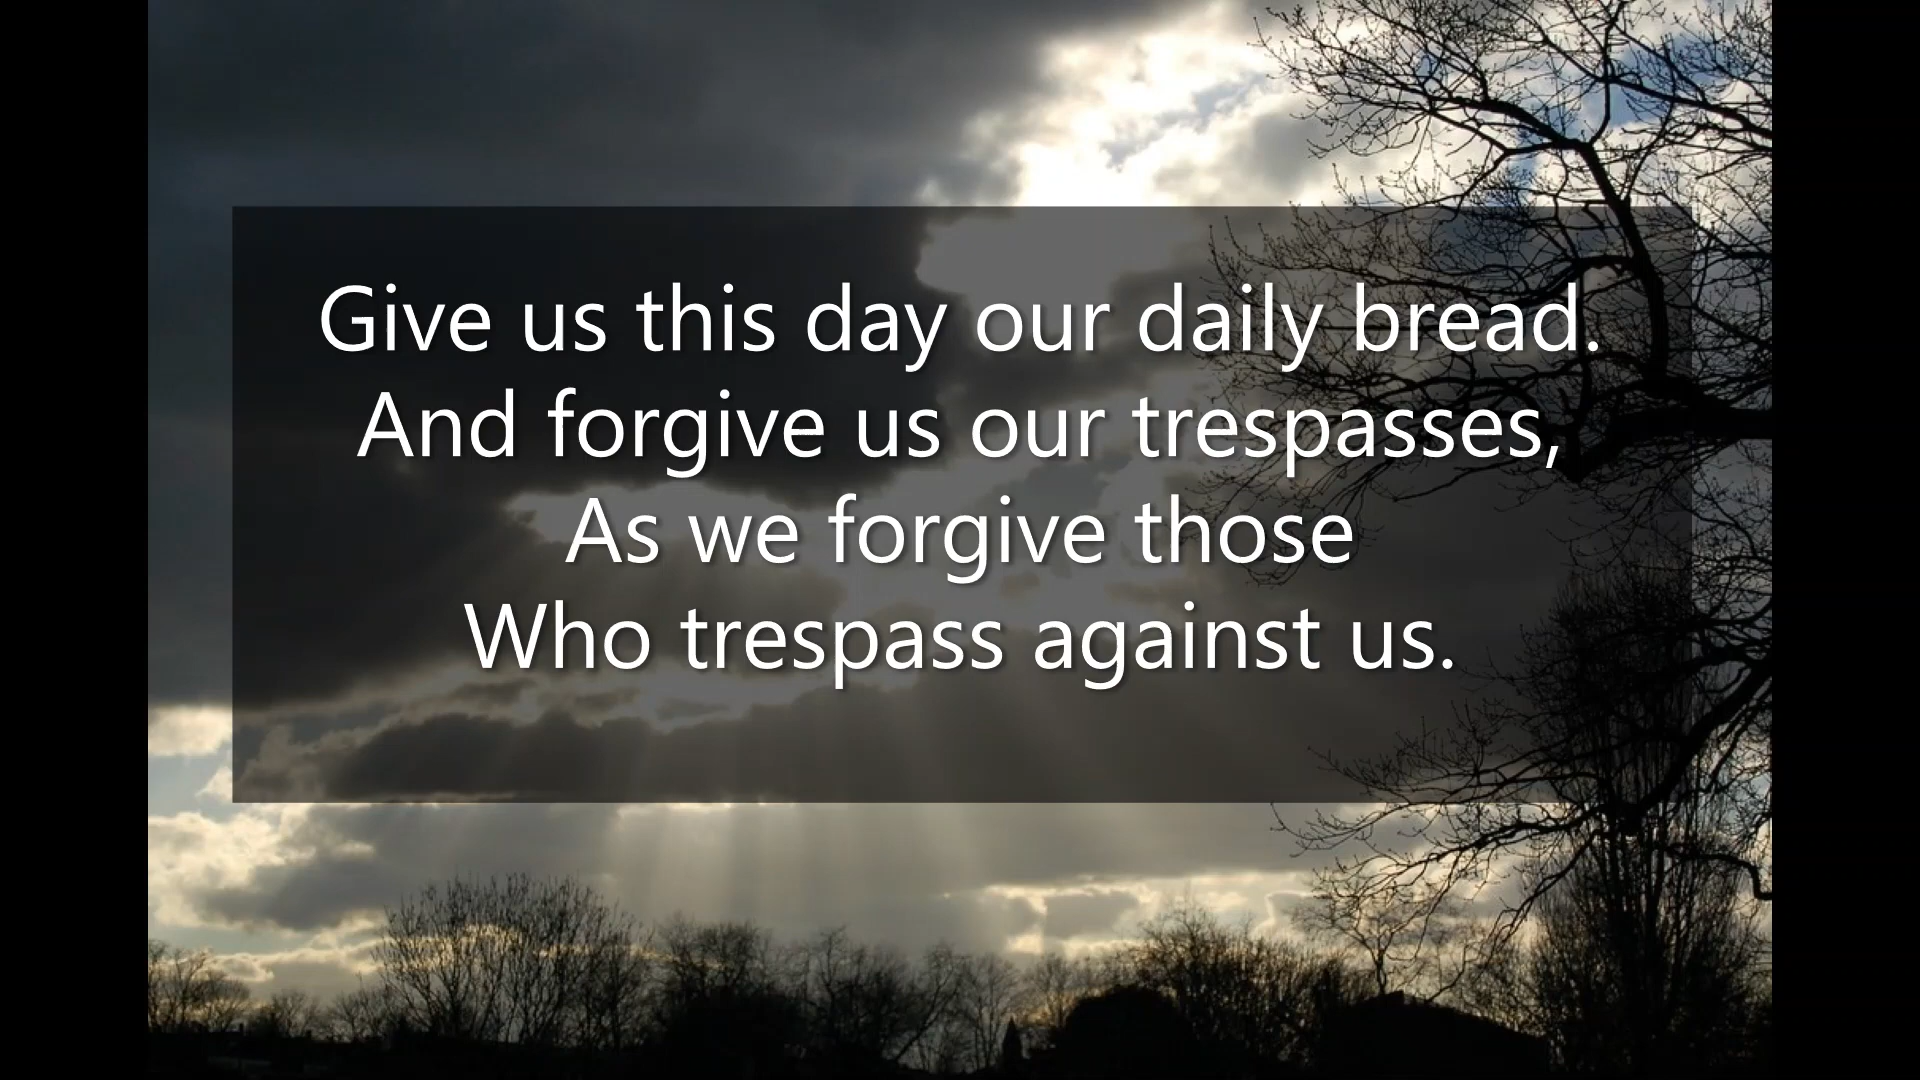 Give us this day our daily bread.
And forgive us our trespasses,
As we forgive those
Who trespass against us.